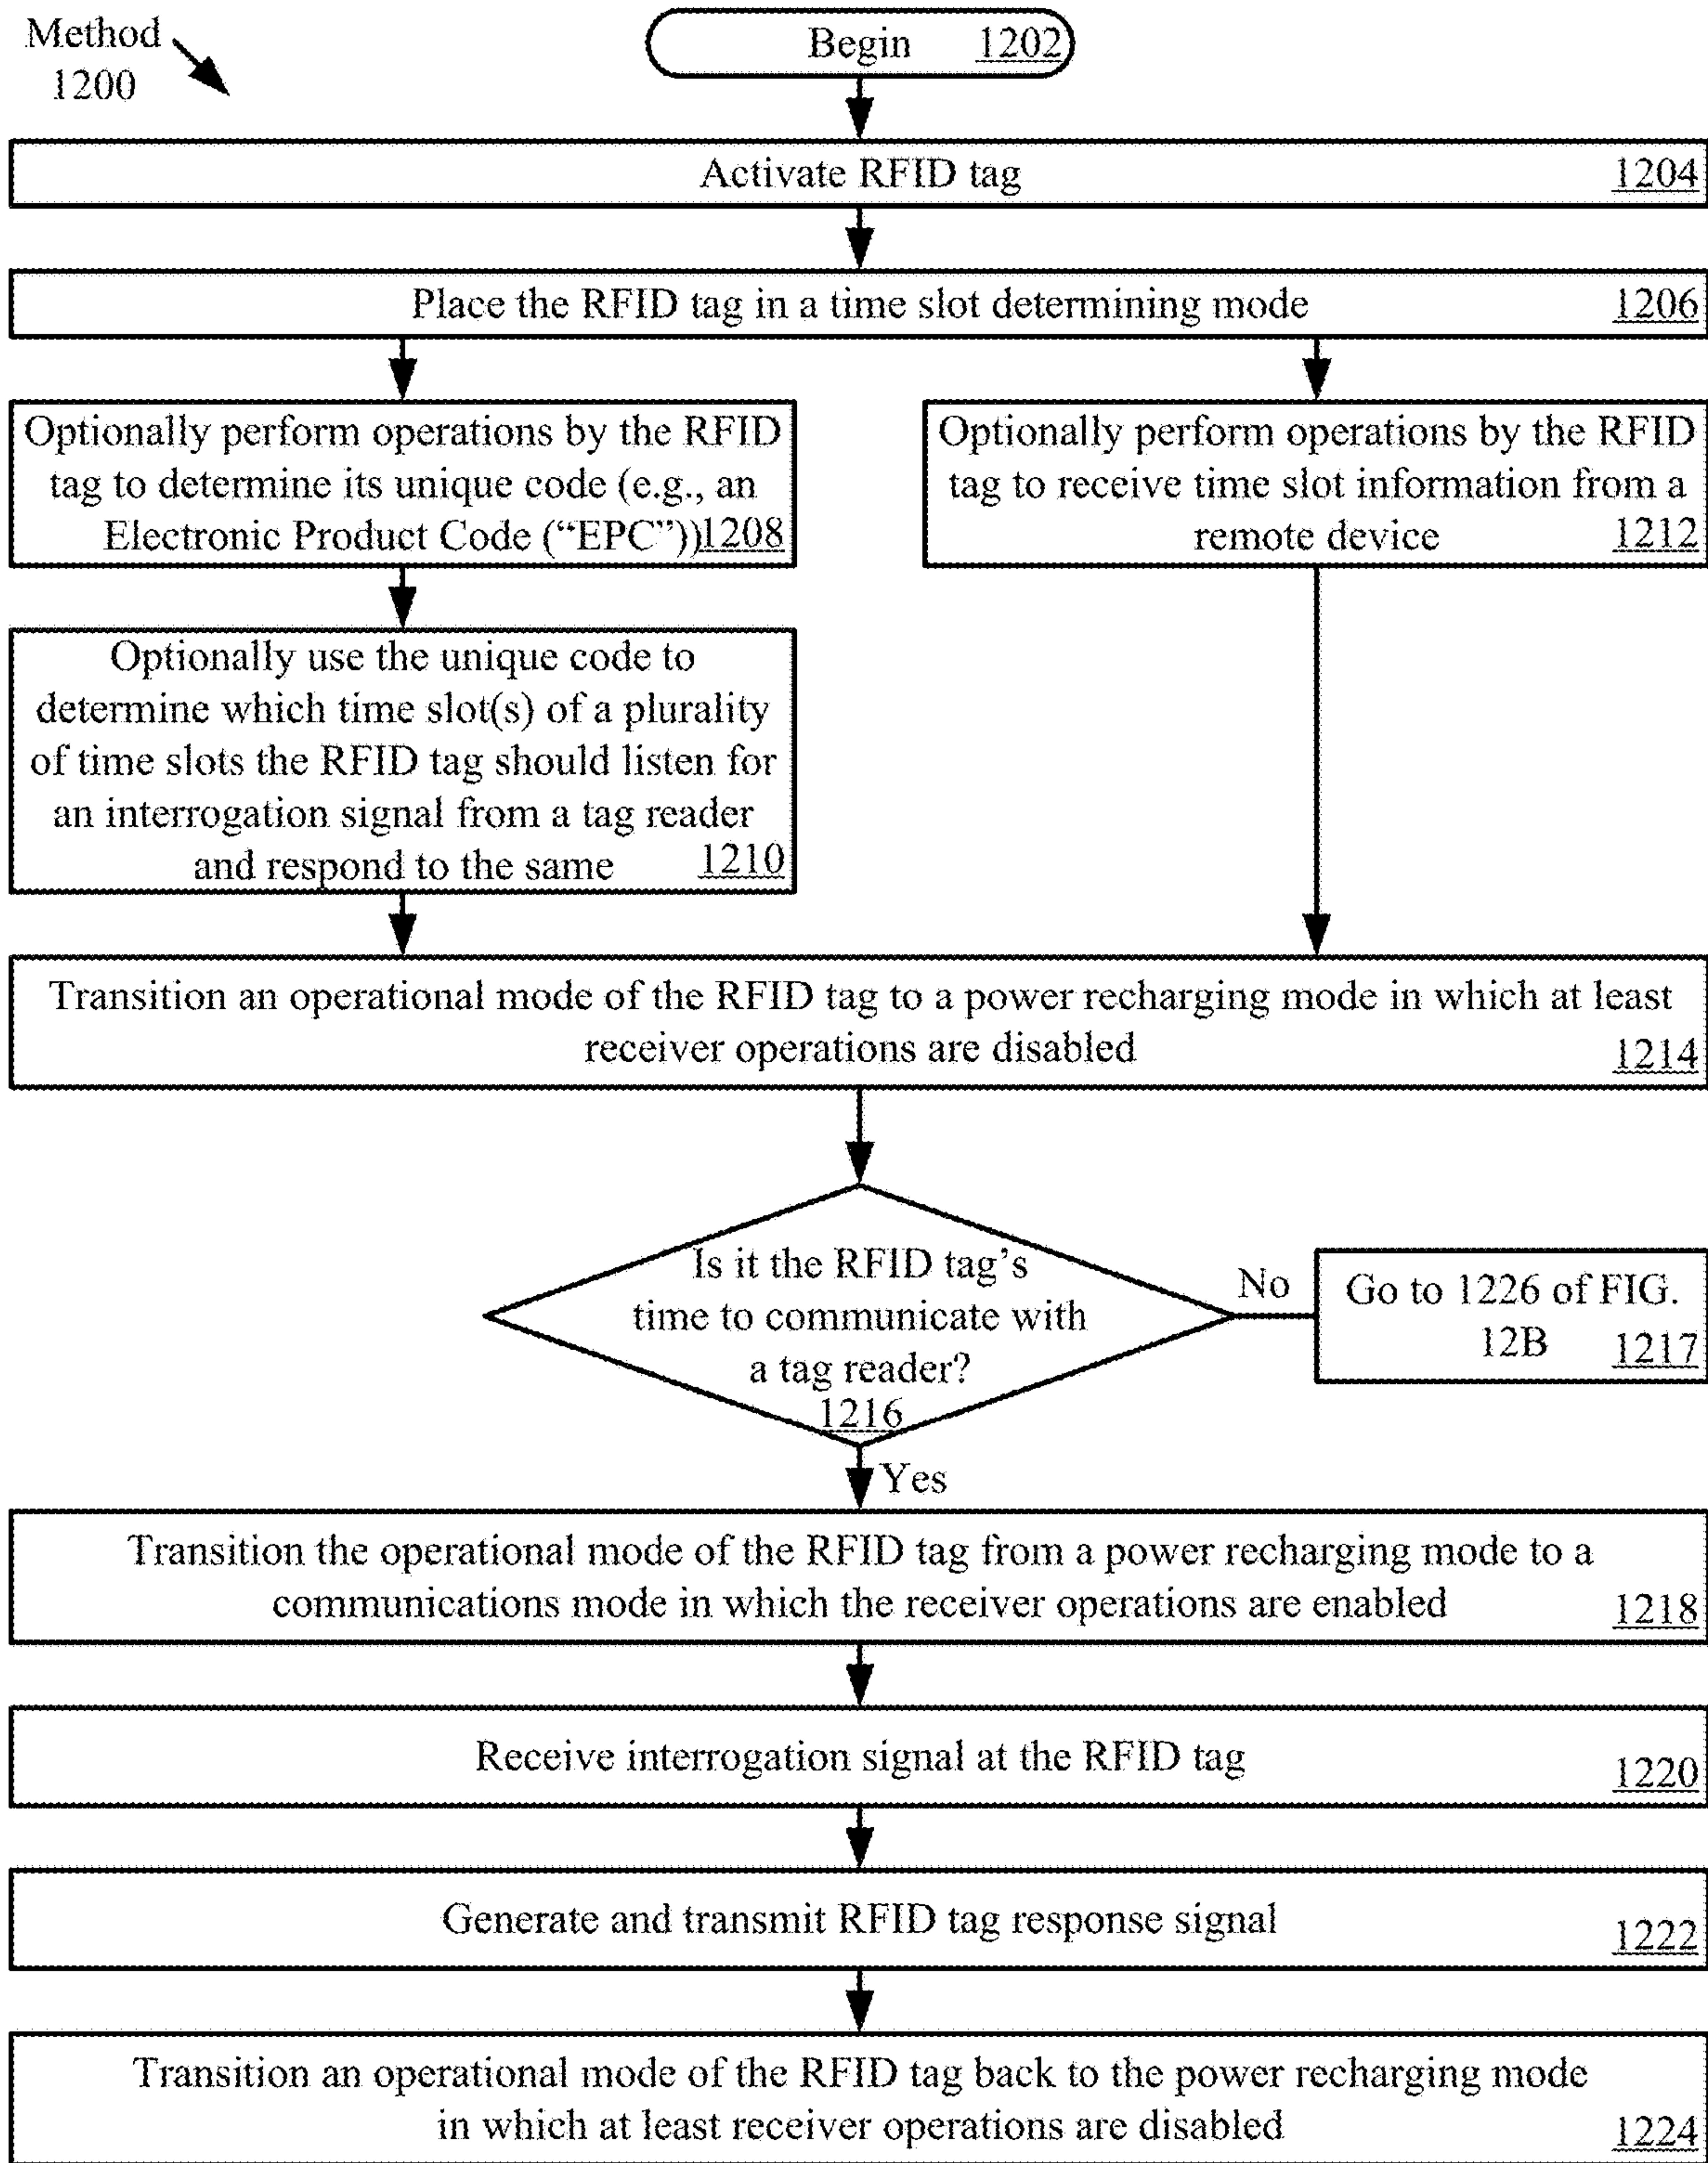 Method
1200
Begin 1202
Activate RFID tag 1204
Place the RFID tag in a time slot determining mode 1206
Optionally perform operations by the RFID
tag to determine its unique code (e.g., an
Electronic Product Code (“EPC”)) 1208
Optionally perform operations by the RFID
tag to receive time slot information from a
remote device 1212
Optionally use the unique code to
determine which time slot(s) of a plurality
of time slots the RFID tag should listen for
an interrogation signal from a tag reader
and respond to the same 1210
Transition an operational mode of the RFID tag to a power recharging mode in which at least
receiver operations are disabled 1214
Is it the RFID tag’s
time to communicate with
a tag reader?
1216
No
Go to 1226 of FIG.
12B 1217
Yes
Transition the operational mode of the RFID tag from a power recharging mode to a
communications mode in which the receiver operations are enabled 1218
Receive interrogation signal at the RFID tag 1220
Generate and transmit RFID tag response signal 1222
Transition an operational mode of the RFID tag back to the power recharging mode
in which at least receiver operations are disabled 1224